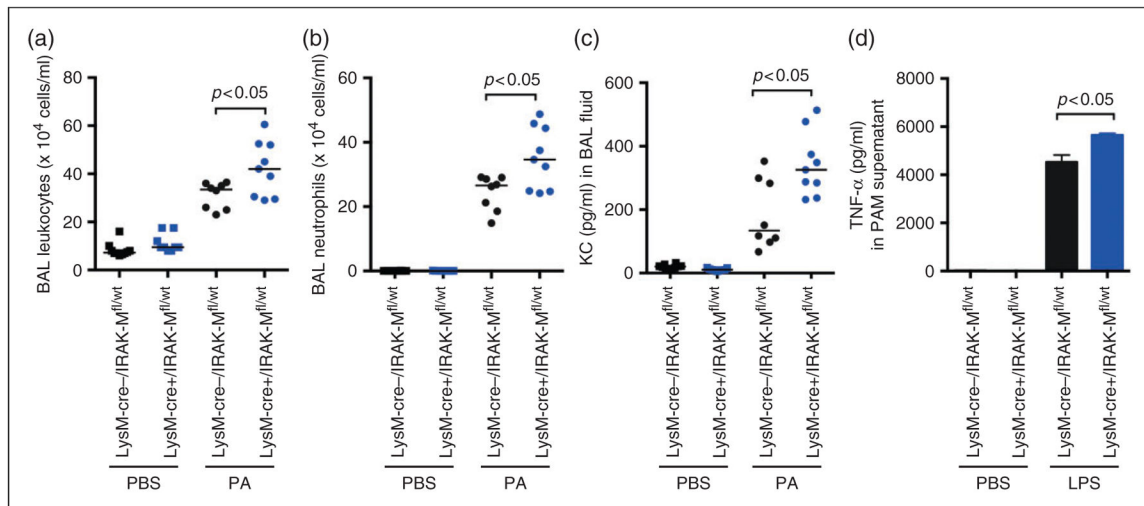 (a)
BAL leukocytes (x 10⁴ cells/ml)
80
60
40
20
0
p<0.05
LysM-cre–/IRAK-M^fl/wt
LysM-cre+/IRAK-M^fl/wt
LysM-cre–/IRAK-M^fl/wt
LysM-cre+/IRAK-M^fl/wt
PBS
PA
(b)
BAL neutrophils (x 10⁴ cells/ml)
60
40
20
0
p<0.05
LysM-cre–/IRAK-M^fl/wt
LysM-cre+/IRAK-M^fl/wt
LysM-cre–/IRAK-M^fl/wt
LysM-cre+/IRAK-M^fl/wt
PBS
PA
(c)
KC (pg/ml) in BAL fluid
600
400
200
0
p<0.05
LysM-cre–/IRAK-M^fl/wt
LysM-cre+/IRAK-M^fl/wt
LysM-cre–/IRAK-M^fl/wt
LysM-cre+/IRAK-M^fl/wt
PBS
PA
(d)
TNF-α (pg/ml)
in PAM supernatant
8000
6000
4000
2000
0
p<0.05
LysM-cre–/IRAK-M^fl/wt
LysM-cre+/IRAK-M^fl/wt
LysM-cre–/IRAK-M^fl/wt
LysM-cre+/IRAK-M^fl/wt
PBS
LPS